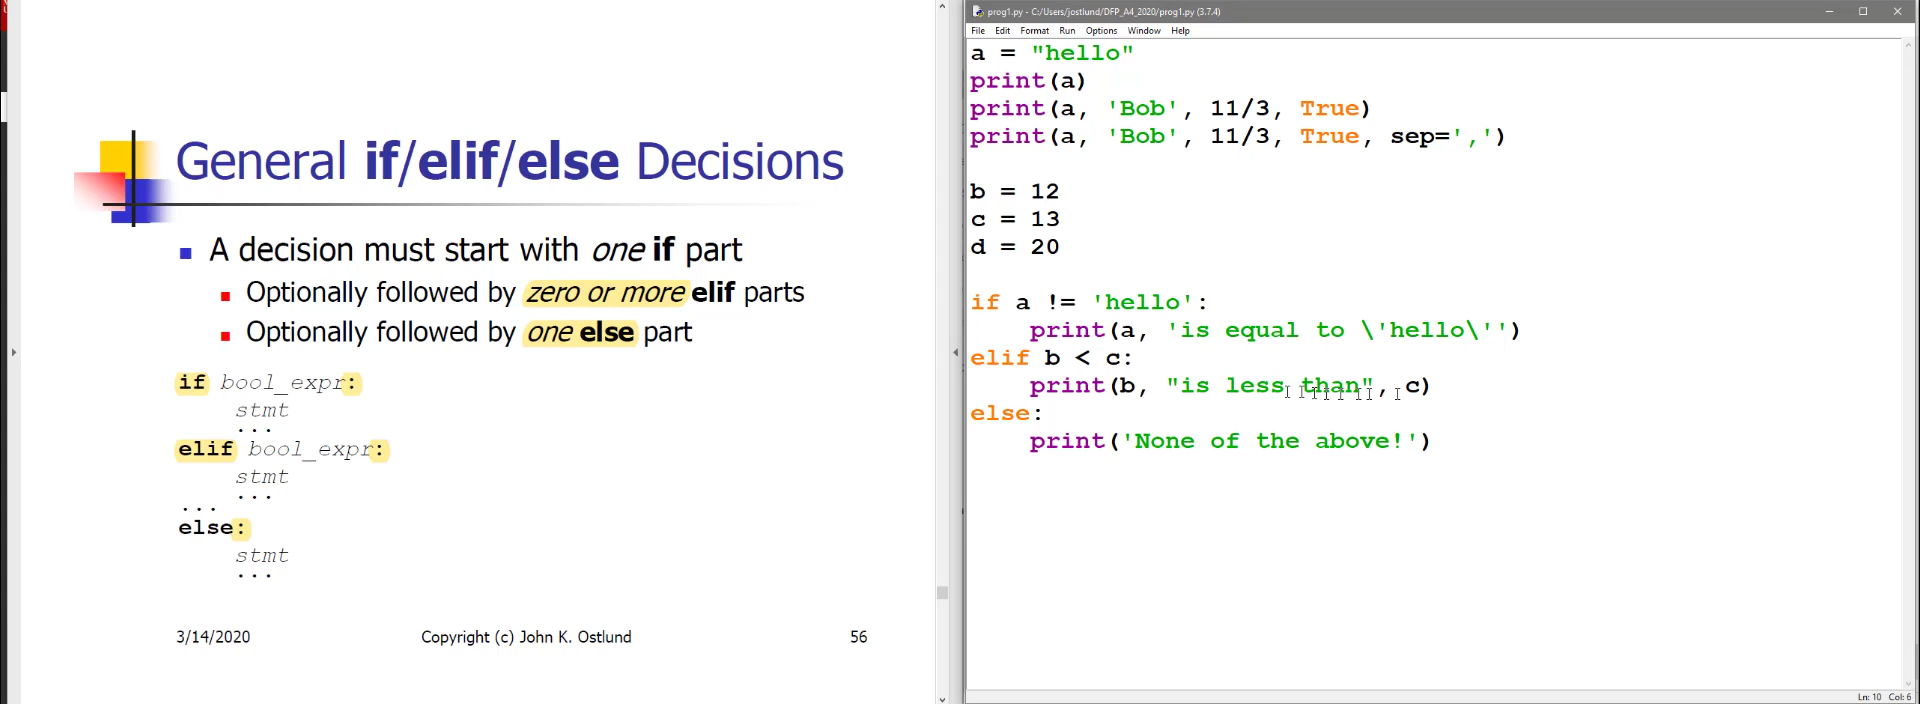 General if/elif/else Decisions
A decision must start with one if part
Optionally followed by zero or more elif parts
Optionally followed by one else part
if bool_expr:
stmt
...
elif bool_expr:
stmt
...
...
else:
stmt
...
3/14/2020 Copyright (c) John K. Ostlund 56
prog1.py - C:/Users/jostlund/DFP_A4_2020/prog1.py (3.7.4)
File Edit Format Run Options Window Help
a = "hello"
print(a)
print(a, 'Bob', 11/3, True)
print(a, 'Bob', 11/3, True, sep=',')
b = 12
c = 13
d = 20
if a != 'hello':
    print(a, 'is equal to \'hello\'')
elif b < c:
    print(b, "is less than", c)
else:
    print('None of the above!')
Ln: 10 Col: 6